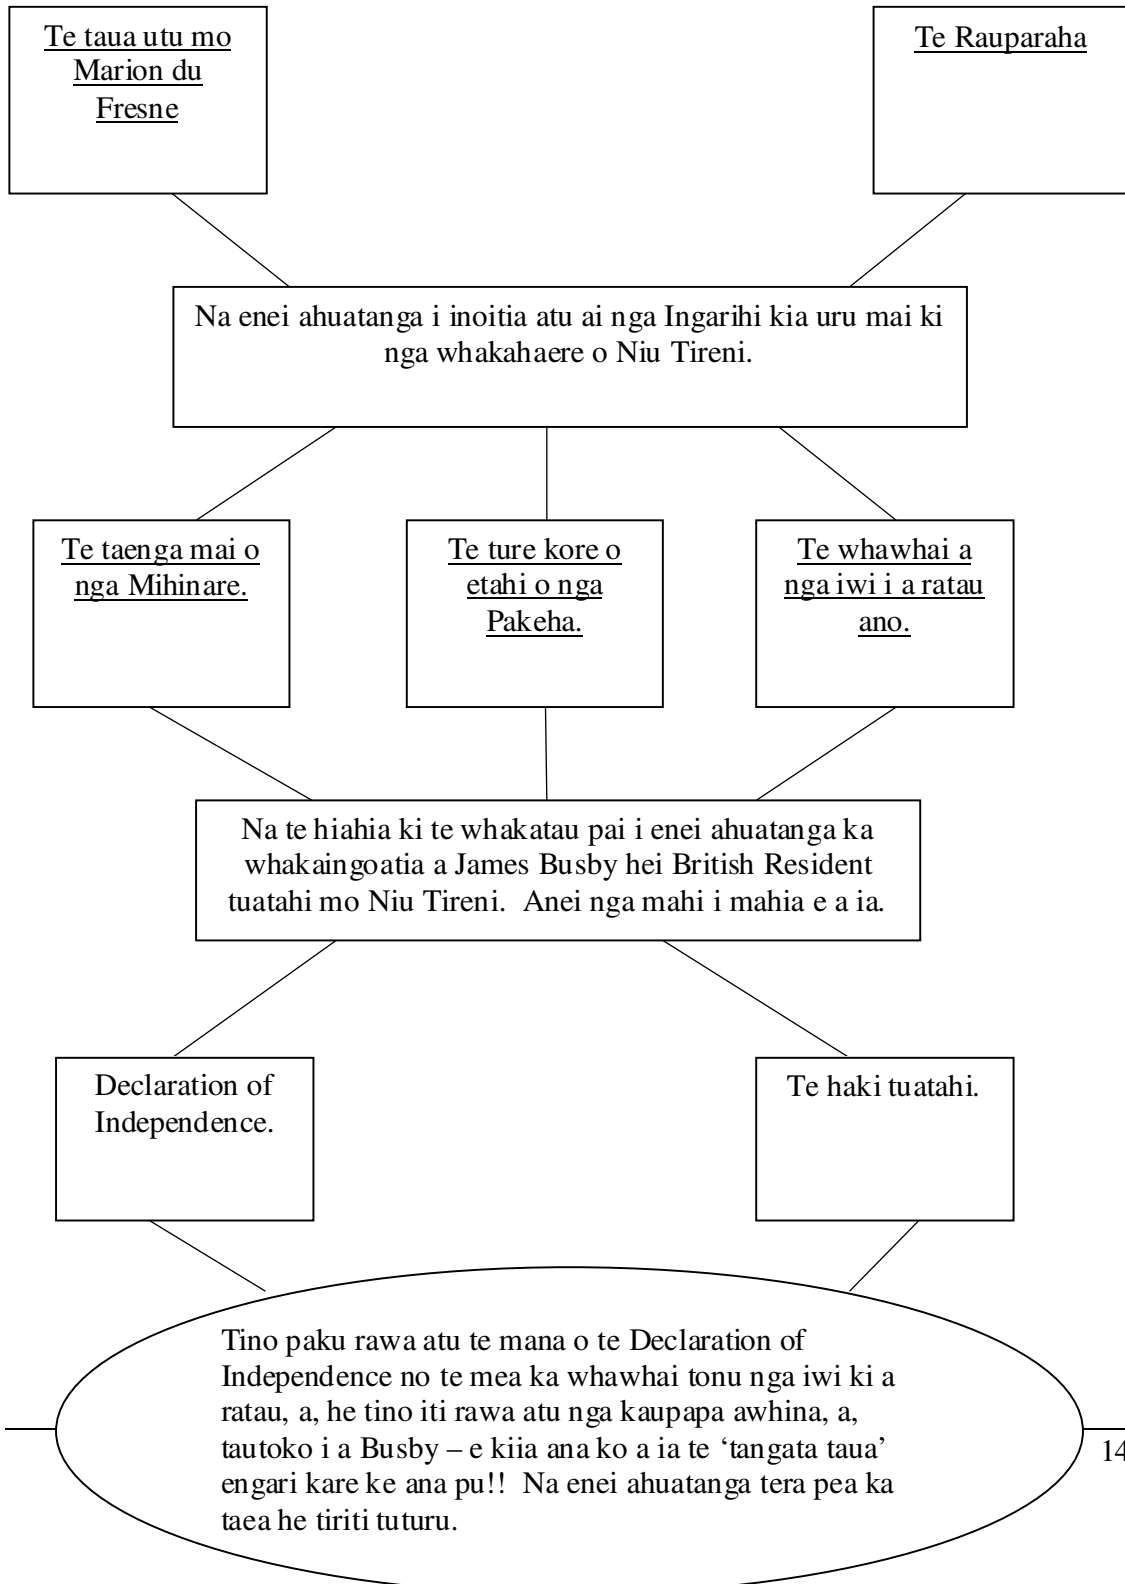 Te taua utu mo
Marion du
Fresne
Te Rauparaha
Na enei ahuatanga i inoitia atu ai nga Ingarihi kia uru mai ki
nga whakahaere o Niu Tireni.
Te taenga mai o
nga Mihinare.
Te ture kore o
etahi o nga
Pakeha.
Te whawhai a
nga iwi i a ratau
ano.
Na te hiahia ki te whakatau pai i enei ahuatanga ka
whakaingoatia a James Busby hei British Resident
tuatahi mo Niu Tireni.  Anei nga mahi i mahia e a ia.
Declaration of
Independence.
Te haki tuatahi.
Tino paku rawa atu te mana o te Declaration of
Independence no te mea ka whawhai tonu nga iwi ki a
ratau, a, he tino iti rawa atu nga kaupapa awhina, a,
tautoko i a Busby – e kiia ana ko a ia te ‘tangata taua’
engari kare ke ana pu!!  Na enei ahuatanga tera pea ka
taea he tiriti tuturu.
14